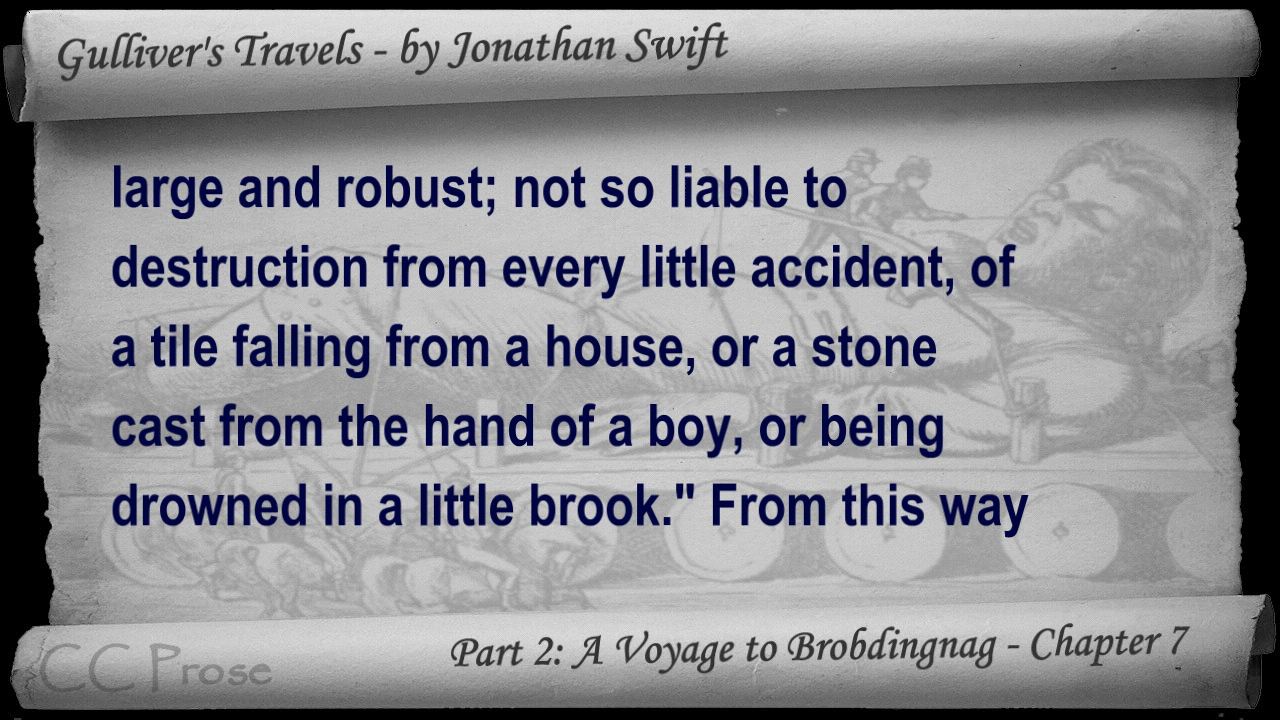 Gulliver's Travels - by Jonathan Swift
large and robust; not so liable to
destruction from every little accident, of
a tile falling from a house, or a stone
cast from the hand of a boy, or being
drowned in a little brook." From this way
Part 2: A Voyage to Brobdingnag - Chapter 7
CC Prose